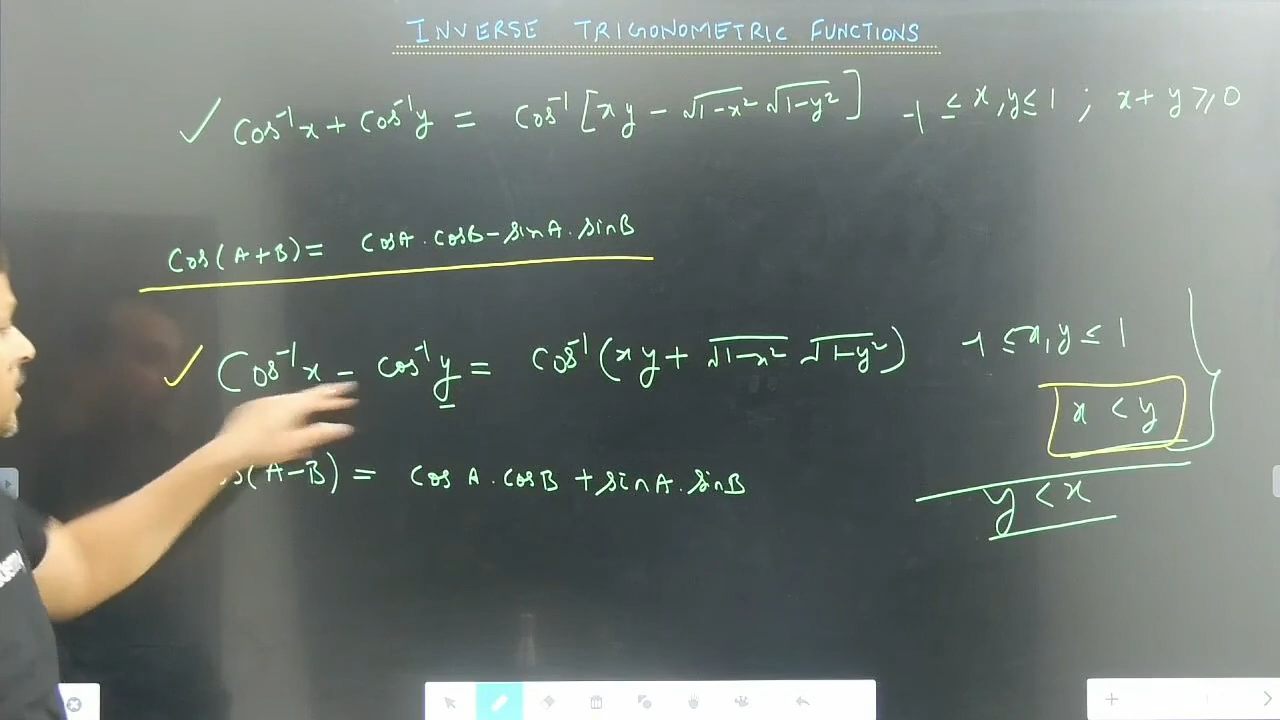 INVERSE TRIGONOMETRIC FUNCTIONS
✓ Cos⁻¹x + Cos⁻¹y = Cos⁻¹[xy − √1−x² √1−y²] -1 ≤ x, y ≤ 1 ; x + y ≥ 0
Cos(A+B) = CosA . CosB − SinA . SinB
✓ Cos⁻¹x − Cos⁻¹y = Cos⁻¹(xy + √1−x² √1−y²) -1 ≤ x, y ≤ 1
x < y
s(A−B) = Cos A . CosB + SinA . SinB
y < x